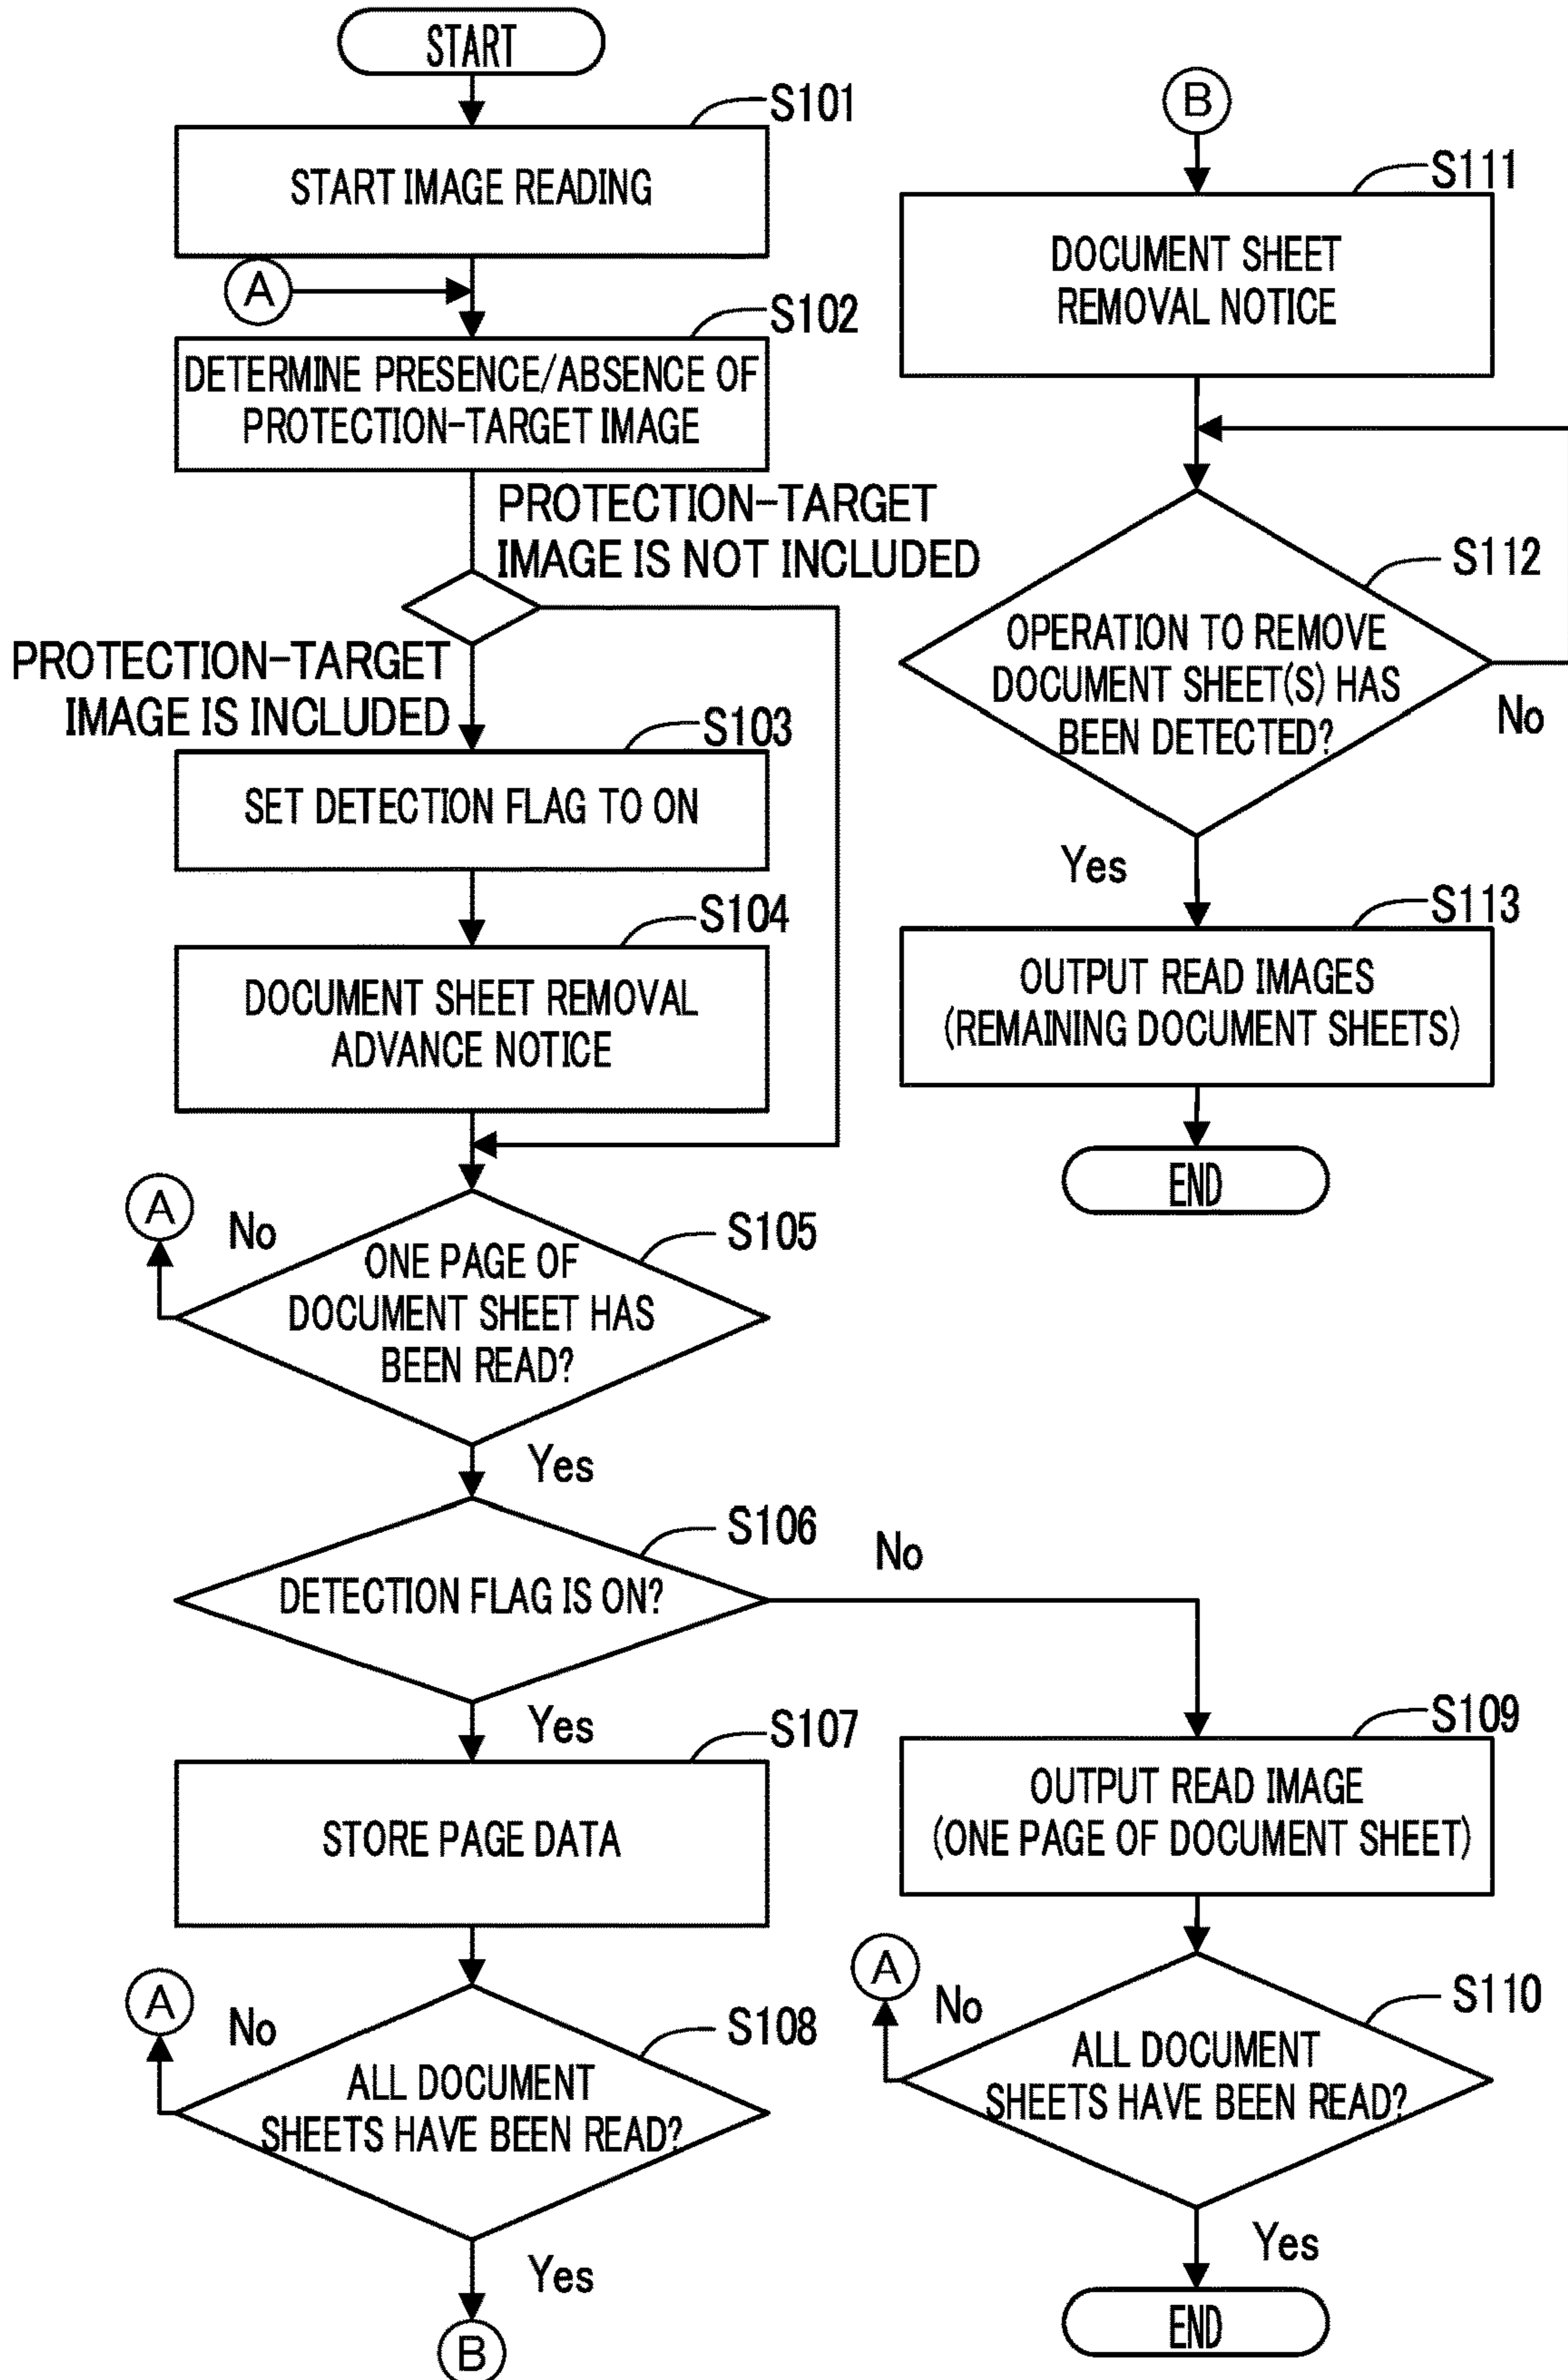 START
S101
START IMAGE READING
A
S102
DETERMINE PRESENCE/ABSENCE OF
PROTECTION-TARGET IMAGE
PROTECTION-TARGET
IMAGE IS NOT INCLUDED
PROTECTION-TARGET
IMAGE IS INCLUDED
S103
SET DETECTION FLAG TO ON
S104
DOCUMENT SHEET REMOVAL
ADVANCE NOTICE
A
No
S105
ONE PAGE OF
DOCUMENT SHEET HAS
BEEN READ?
Yes
S106
No
DETECTION FLAG IS ON?
Yes
S107
STORE PAGE DATA
A
No
S108
ALL DOCUMENT
SHEETS HAVE BEEN READ?
Yes
B
S109
OUTPUT READ IMAGE
(ONE PAGE OF DOCUMENT SHEET)
A
No
S110
ALL DOCUMENT
SHEETS HAVE BEEN READ?
Yes
END
B
S111
DOCUMENT SHEET
REMOVAL NOTICE
S112
OPERATION TO REMOVE
DOCUMENT SHEET(S) HAS
BEEN DETECTED?
No
Yes
S113
OUTPUT READ IMAGES
(REMAINING DOCUMENT SHEETS)
END